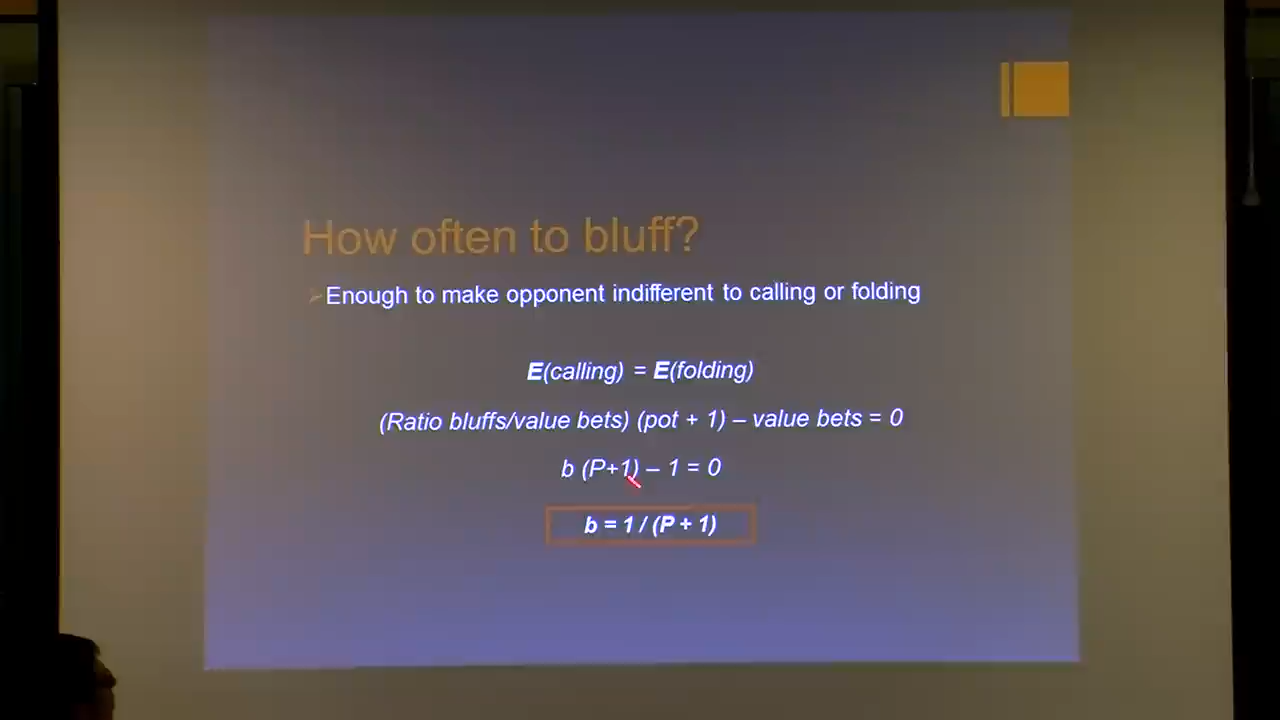 How often to bluff?
➢Enough to make opponent indifferent to calling or folding
E(calling) = E(folding)
(Ratio bluffs/value bets) (pot + 1) – value bets = 0
b (P+1) – 1 = 0
b = 1 / (P + 1)